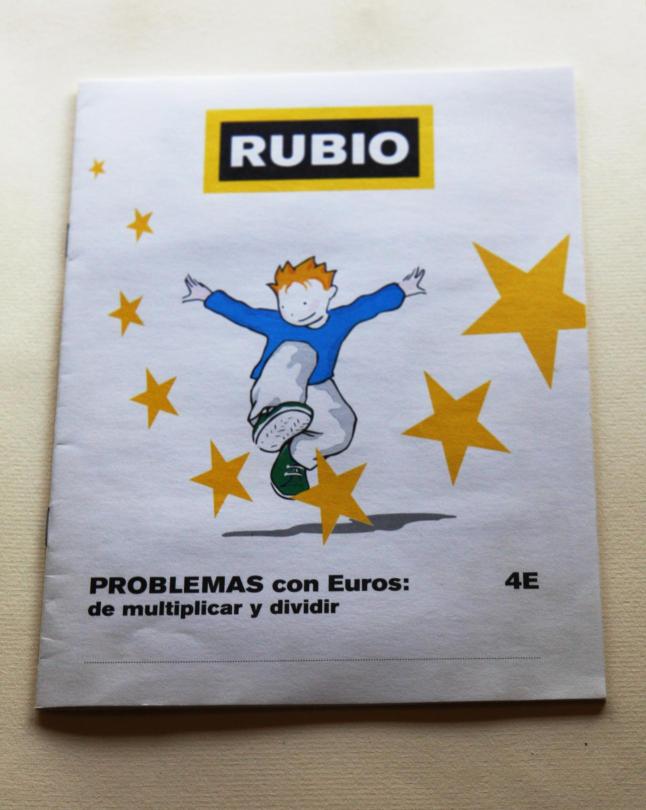 RUBIO
PROBLEMAS con Euros: 4E
de multiplicar y dividir